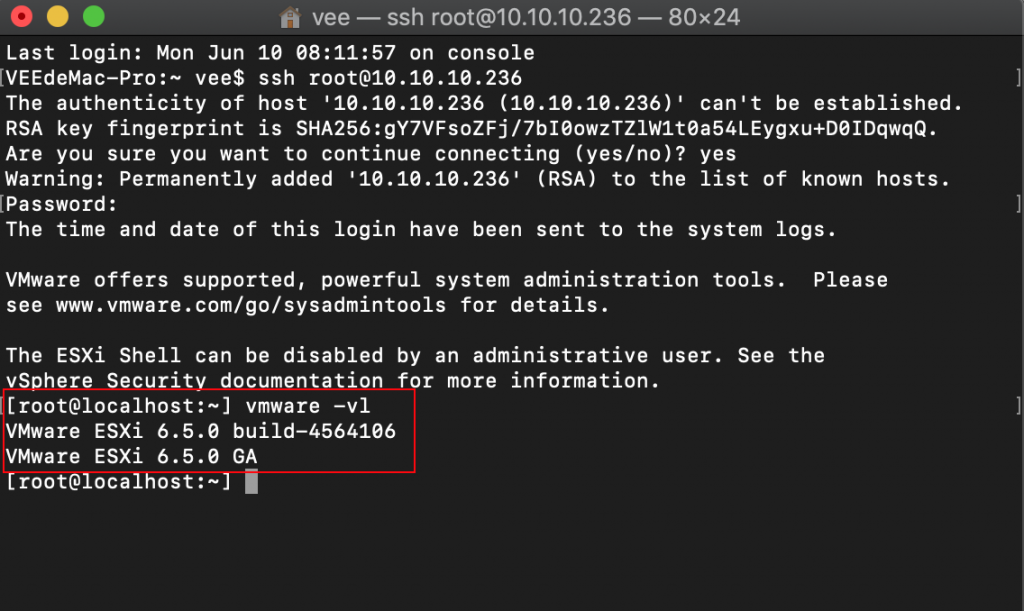 vee — ssh root@10.10.10.236 — 80×24
Last login: Mon Jun 10 08:11:57 on console
[VEEdeMac-Pro:~ vee$ ssh root@10.10.10.236 ]
The authenticity of host '10.10.10.236 (10.10.10.236)' can't be established.
RSA key fingerprint is SHA256:gY7VFsoZFj/7bI0owzTZlW1t0a54LEygxu+D0IDqwqQ.
Are you sure you want to continue connecting (yes/no)? yes
Warning: Permanently added '10.10.10.236' (RSA) to the list of known hosts.
[Password: ]
The time and date of this login have been sent to the system logs.
VMware offers supported, powerful system administration tools.  Please
see www.vmware.com/go/sysadmintools for details.
The ESXi Shell can be disabled by an administrative user. See the
vSphere Security documentation for more information.
[[root@localhost:~] vmware -vl ]
VMware ESXi 6.5.0 build-4564106
VMware ESXi 6.5.0 GA
[root@localhost:~]